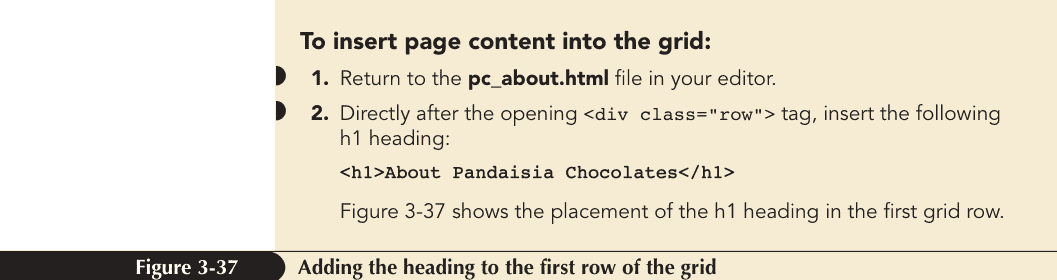 To insert page content into the grid:
1. Return to the pc_about.html file in your editor.
2. Directly after the opening <div class="row"> tag, insert the following
h1 heading:
<h1>About Pandaisia Chocolates</h1>
Figure 3-37 shows the placement of the h1 heading in the first grid row.
Figure 3-37 Adding the heading to the first row of the grid